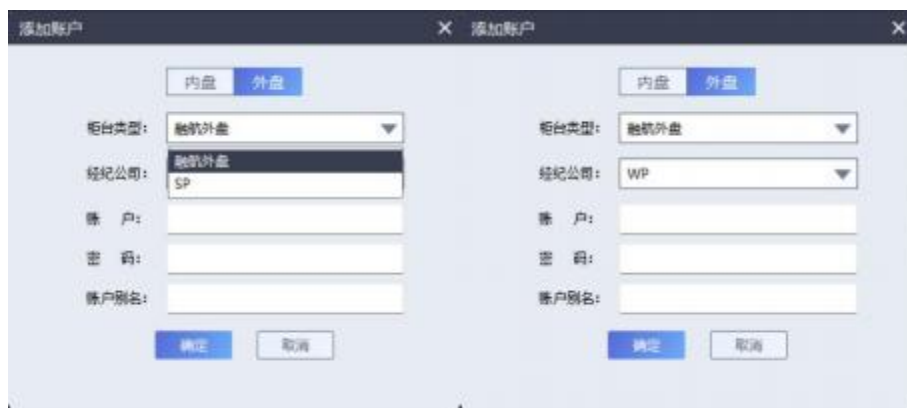 添加账户
内盘 外盘
柜台类型: 融航外盘
融航外盘
经纪公司:
SP
账 户:
密 码:
账户别名:
确定 取消
添加账户
内盘 外盘
柜台类型: 融航外盘
经纪公司: WP
账 户:
密 码:
账户别名:
确定 取消